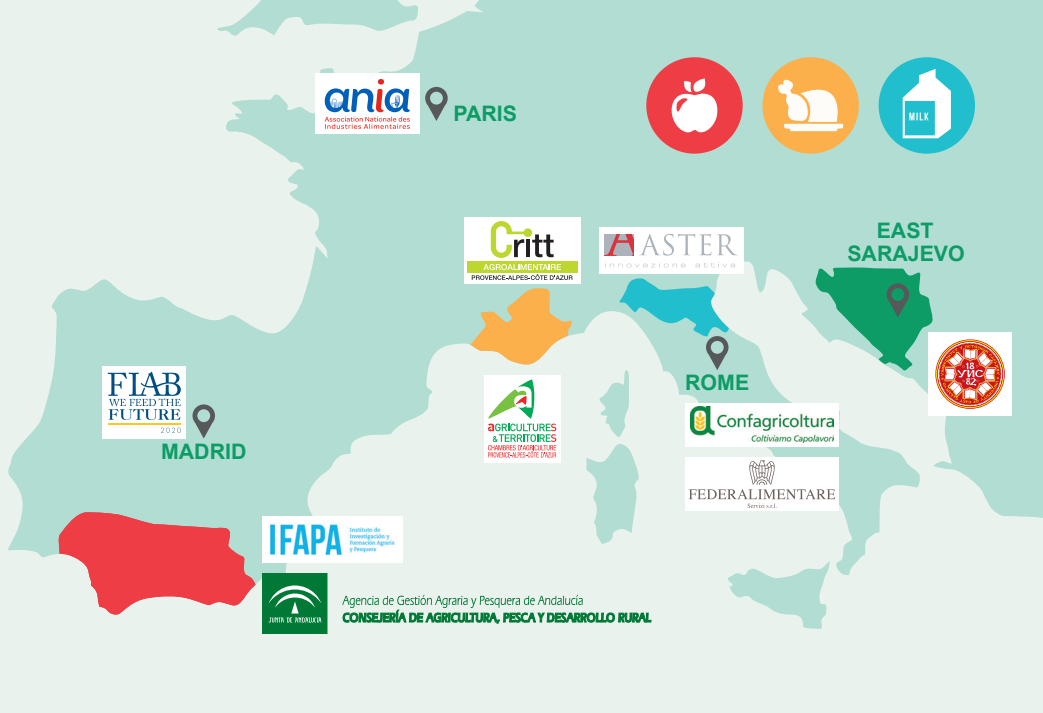 ania
Association Nationale des
Industries Alimentaires
PARIS
MILK
Critt
AGROALIMENTAIRE
PROVENCE-ALPES-CÔTE D'AZUR
ASTER
innovazione attiva
EAST
SARAJEVO
18
УИС
82
FIAB
WE FEED THE
FUTURE
2020
MADRID
ROME
aGRICULTURES
& TERRITOIRES
CHAMBRES D'AGRICULTURE
PROVENCE-ALPES-CÔTE D'AZUR
Confagricoltura
Coltiviamo Capolavori
FEDERALIMENTARE
Servizi s.r.l.
IFAPA
Instituto de
Investigación y
Formación Agraria
y Pesquera
JUNTA DE ANDALUCIA
Agencia de Gestión Agraria y Pesquera de Andalucía
CONSEJERÍA DE AGRICULTURA, PESCA Y DESARROLLO RURAL